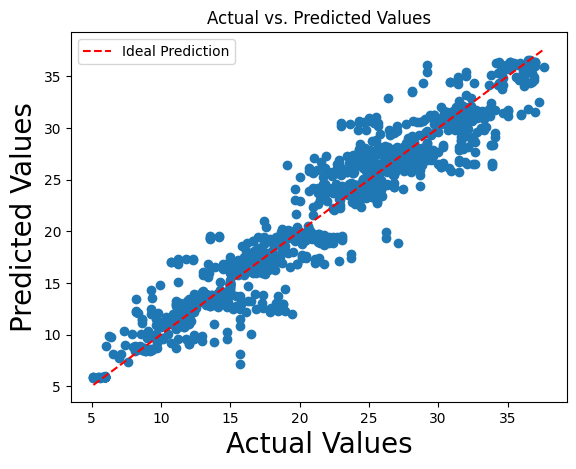 Actual vs. Predicted Values
Ideal Prediction
Predicted Values
35
30
25
20
15
10
5
5 10 15 20 25 30 35
Actual Values